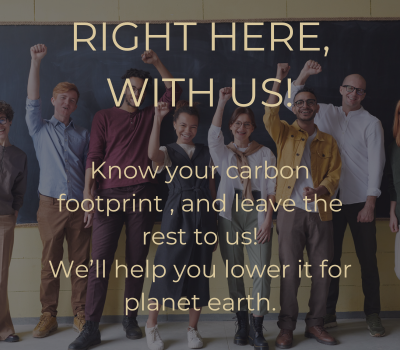 RIGHT HERE,
WITH US!
Know your carbon
footprint , and leave the
rest to us!
We'll help you lower it for
planet earth.